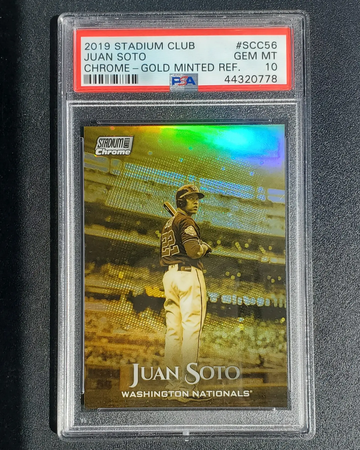 2019 STADIUM CLUB #SCC56
JUAN SOTO GEM MT
CHROME - GOLD MINTED REF. 10
PSA 44320778
STADIUM CLUB
Chrome
22
JUAN SOTO
WASHINGTON NATIONALS